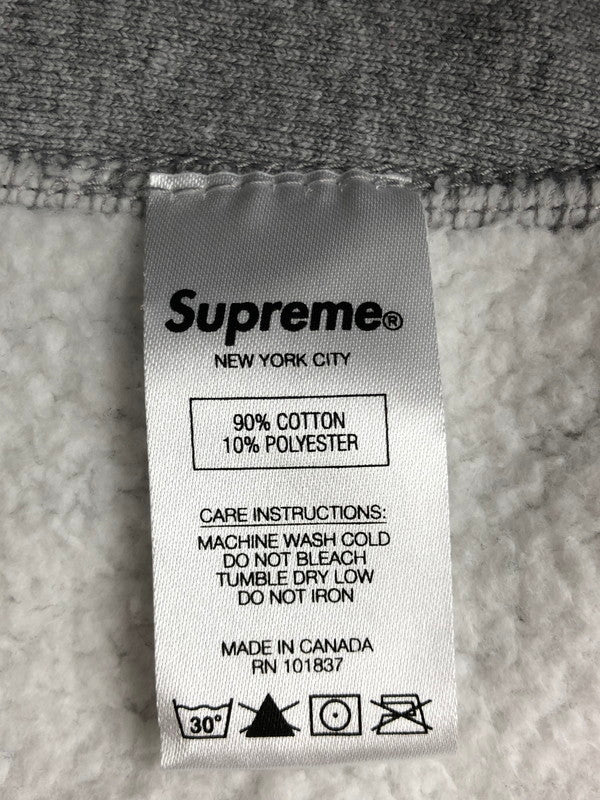 Supreme®
NEW YORK CITY
90% COTTON
10% POLYESTER
CARE INSTRUCTIONS:
MACHINE WASH COLD
DO NOT BLEACH
TUMBLE DRY LOW
DO NOT IRON
MADE IN CANADA
RN 101837
30°